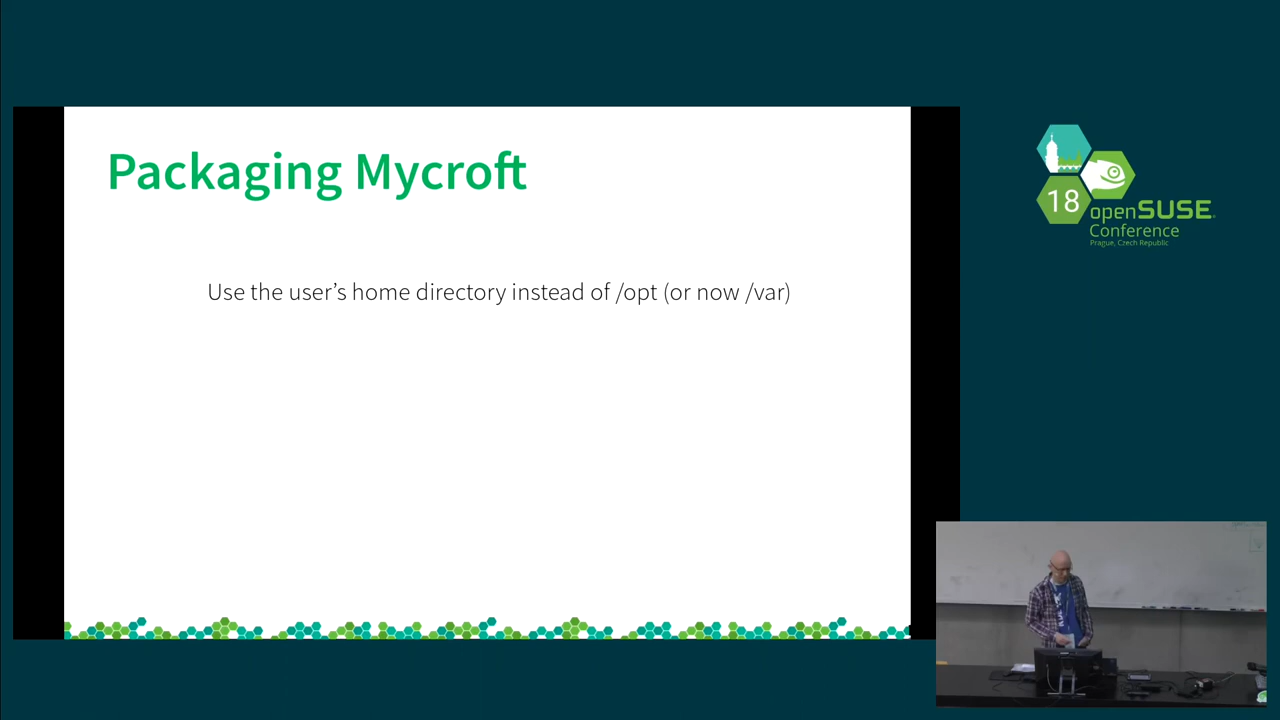 Packaging Mycroft
Use the user's home directory instead of /opt (or now /var)
18
openSUSE
Conference
Prague, Czech Republic